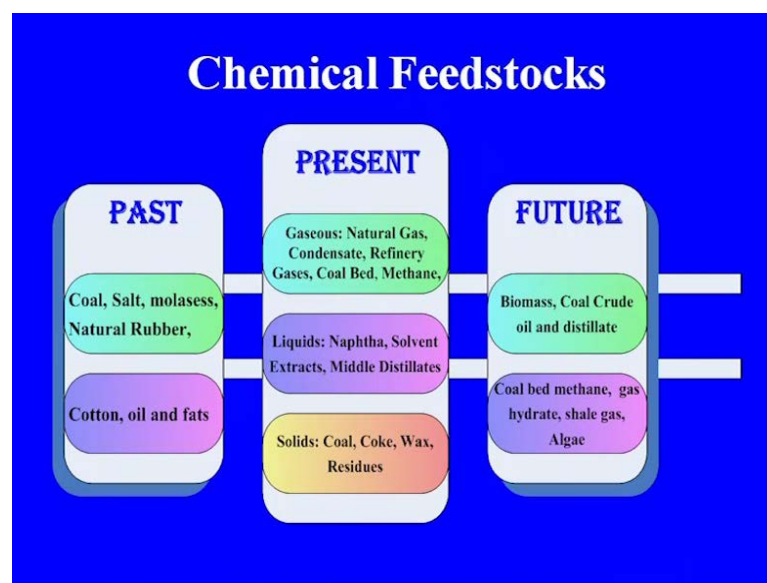 Chemical Feedstocks
PAST
Coal, Salt, molasess,
Natural Rubber,
Cotton, oil and fats
PRESENT
Gaseous: Natural Gas,
Condensate, Refinery
Gases, Coal Bed, Methane,
Liquids: Naphtha, Solvent
Extracts, Middle Distillates
Solids: Coal, Coke, Wax,
Residues
FUTURE
Biomass, Coal Crude
oil and distillate
Coal bed methane, gas
hydrate, shale gas,
Algae